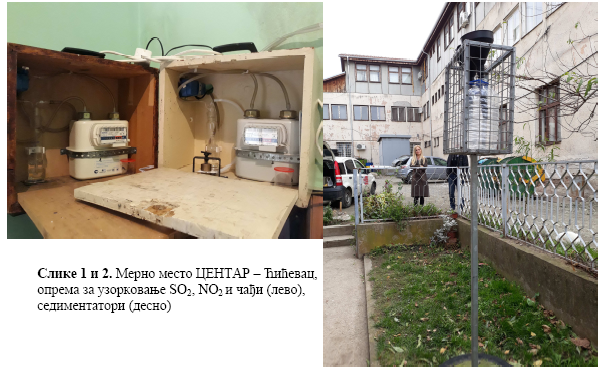 Слике 1 и 2. Мерно место ЦЕНТАР – Ћићевац,
опрема за узорковање SO₂, NO₂ и чађи (лево),
седиментатори (десно)